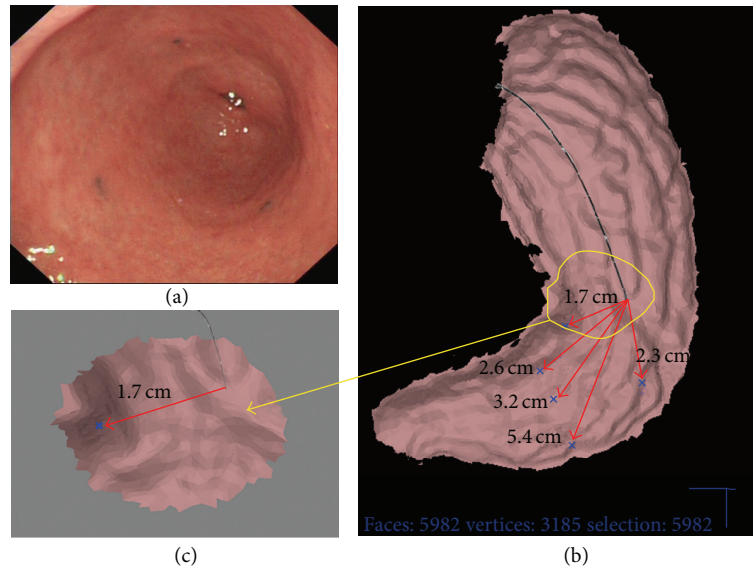 (a)
1.7 cm
2.6 cm
2.3 cm
3.2 cm
5.4 cm
Faces: 5982 vertices: 3185 selection: 5982
(b)
1.7 cm
(c)